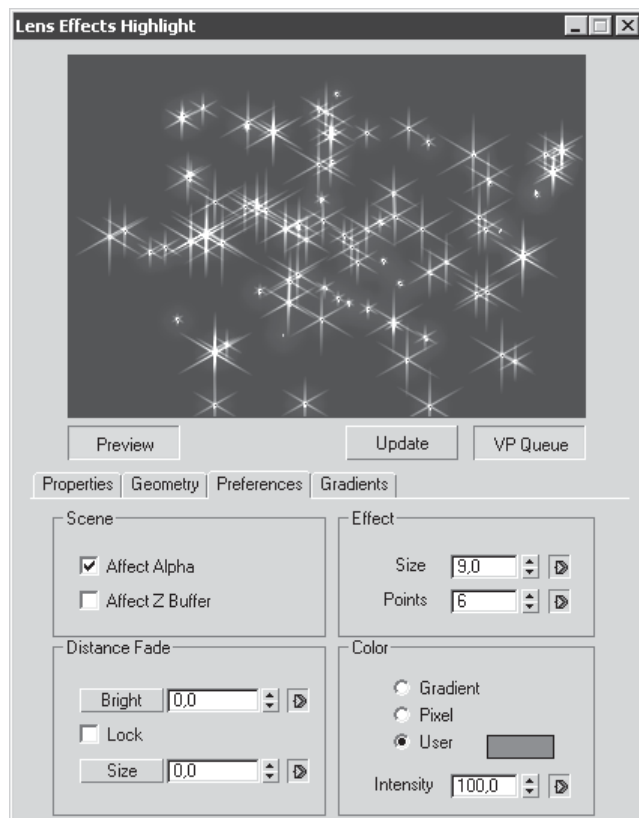 Lens Effects Highlight
Preview Update VP Queue
Properties Geometry Preferences Gradients
Scene
Affect Alpha
Affect Z Buffer
Effect
Size 9,0
Points 6
Distance Fade
Bright 0,0
Lock
Size 0,0
Color
Gradient
Pixel
User
Intensity 100,0